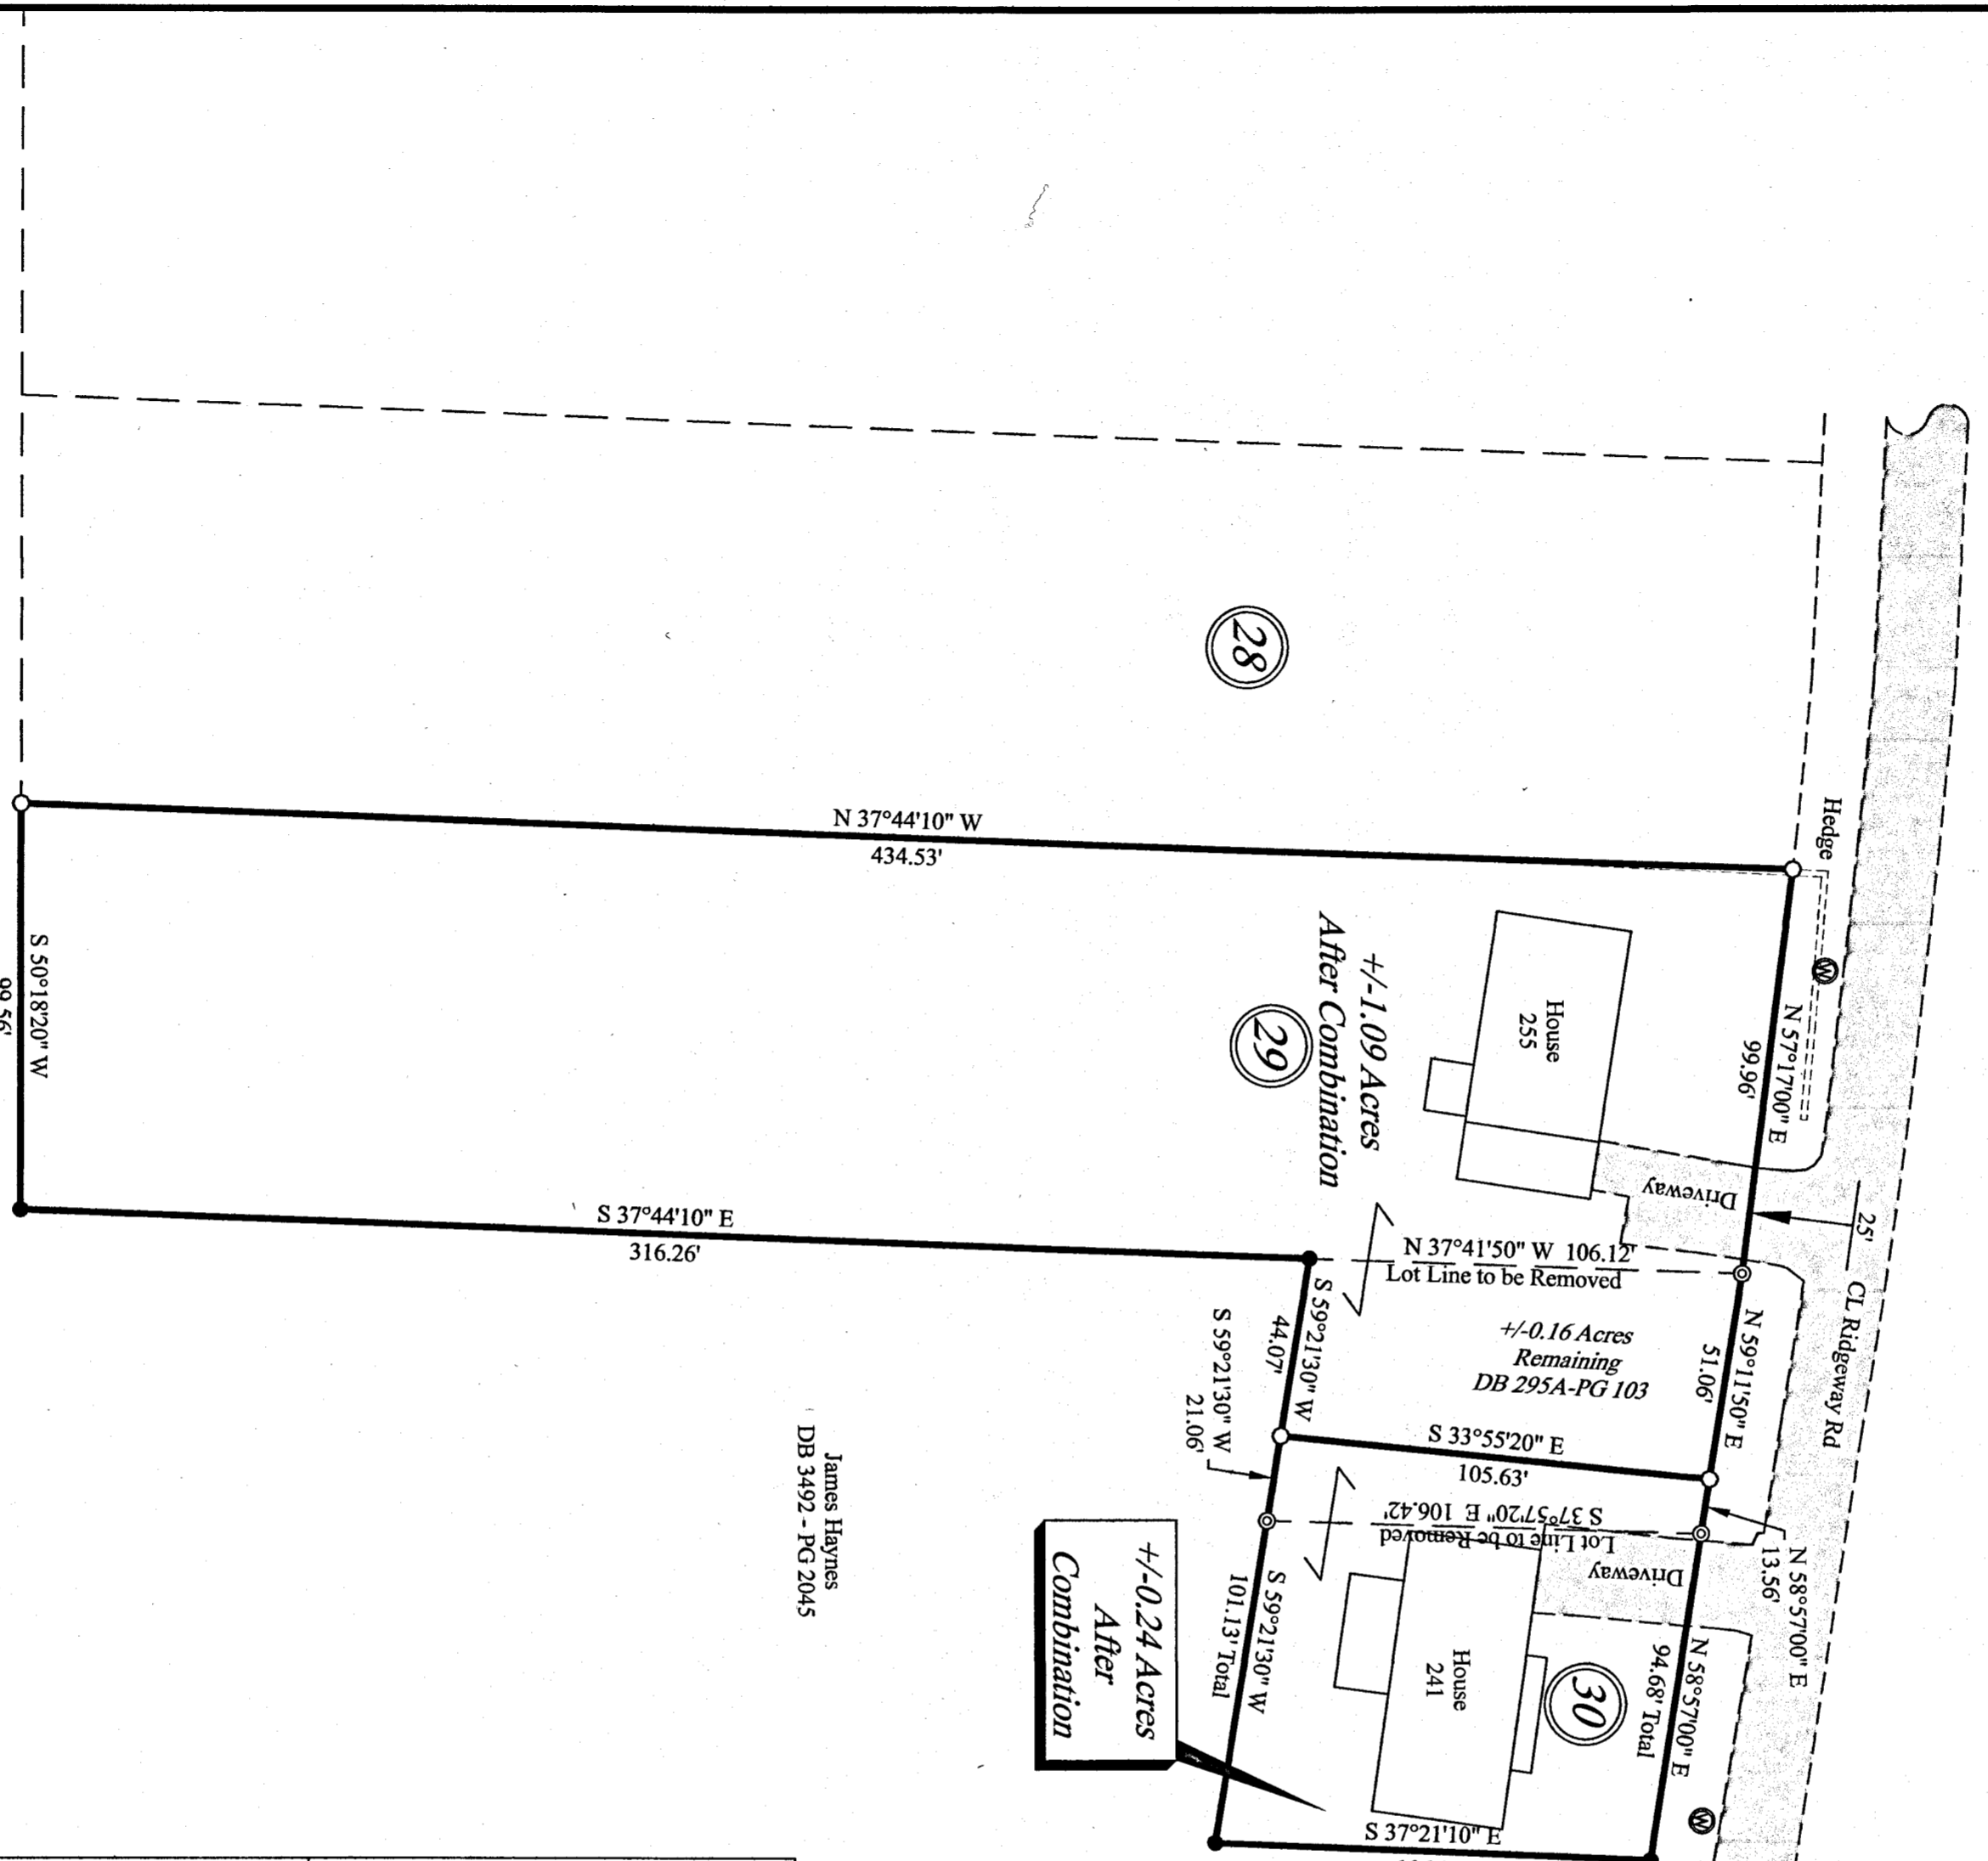 28
N 37°44'10" W
434.53'
Hedge
W
N 57°17'00" E
99.96'
House
255
+/-1.09 Acres
After Combination
29
S 50°18'20" W
99.56'
Driveway
25'
CL Ridgeway Rd
S 37°44'10" E
316.26'
N 37°41'50" W 106.12'
Lot Line to be Removed
N 59°11'50" E
51.06'
+/-0.16 Acres
Remaining
DB 295A-PG 103
S 59°21'30" W
44.07'
S 59°21'30" W
21.06'
S 33°55'20" E
105.63'
S 37°57'20" E 106.42'
Lot Line to be Removed
N 58°57'00" E
13.56'
Driveway
James Haynes
DB 3492 - PG 2045
+/-0.24 Acres
After
Combination
S 59°21'30" W
101.13' Total
House
241
30
N 58°57'00" E
94.68' Total
W
S 37°21'10" E